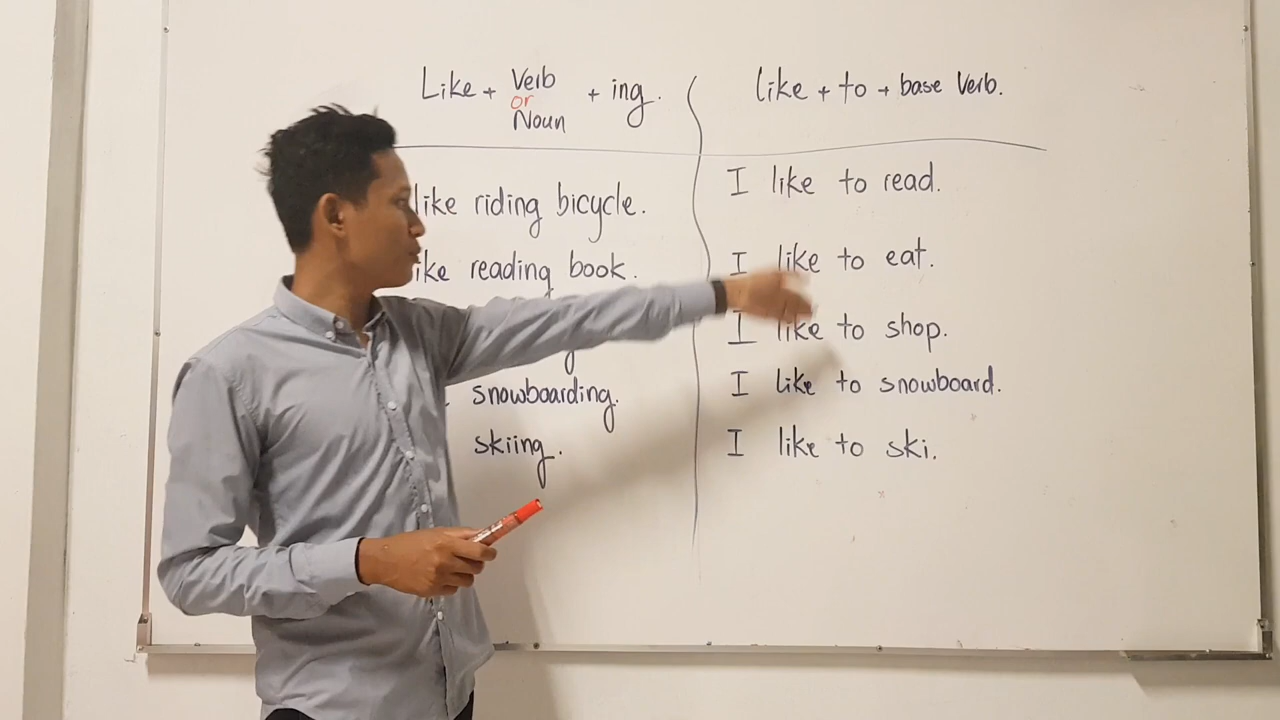 Like + Verb or Noun + ing.
like riding bicycle.
reading book.
snowboarding.
skiing.
like + to + base Verb.
I like to read.
I like to eat.
I like to shop.
I like to snowboard.
I like to ski.